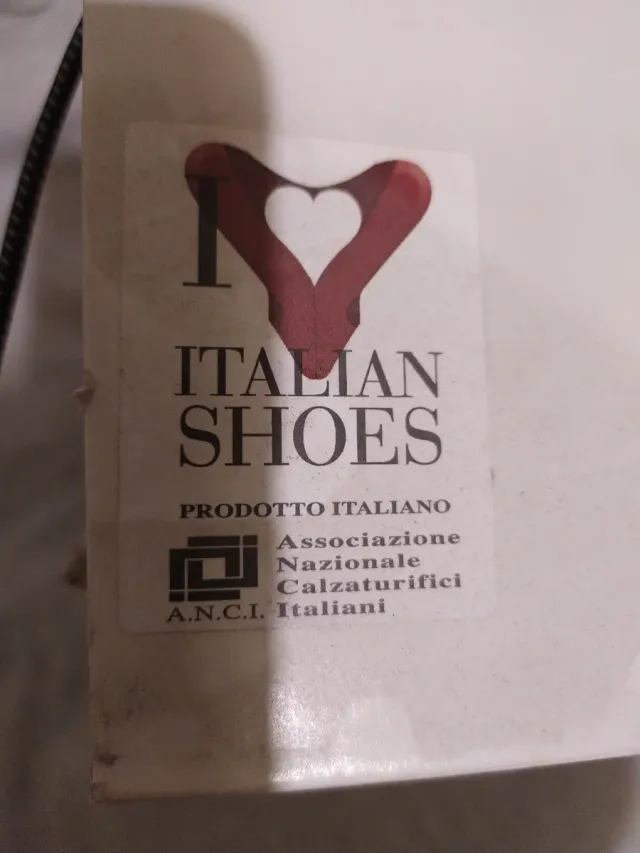 I
ITALIAN
SHOES
PRODOTTO ITALIANO
Associazione
Nazionale
Calzaturifici
A.N.C.I. Italiani